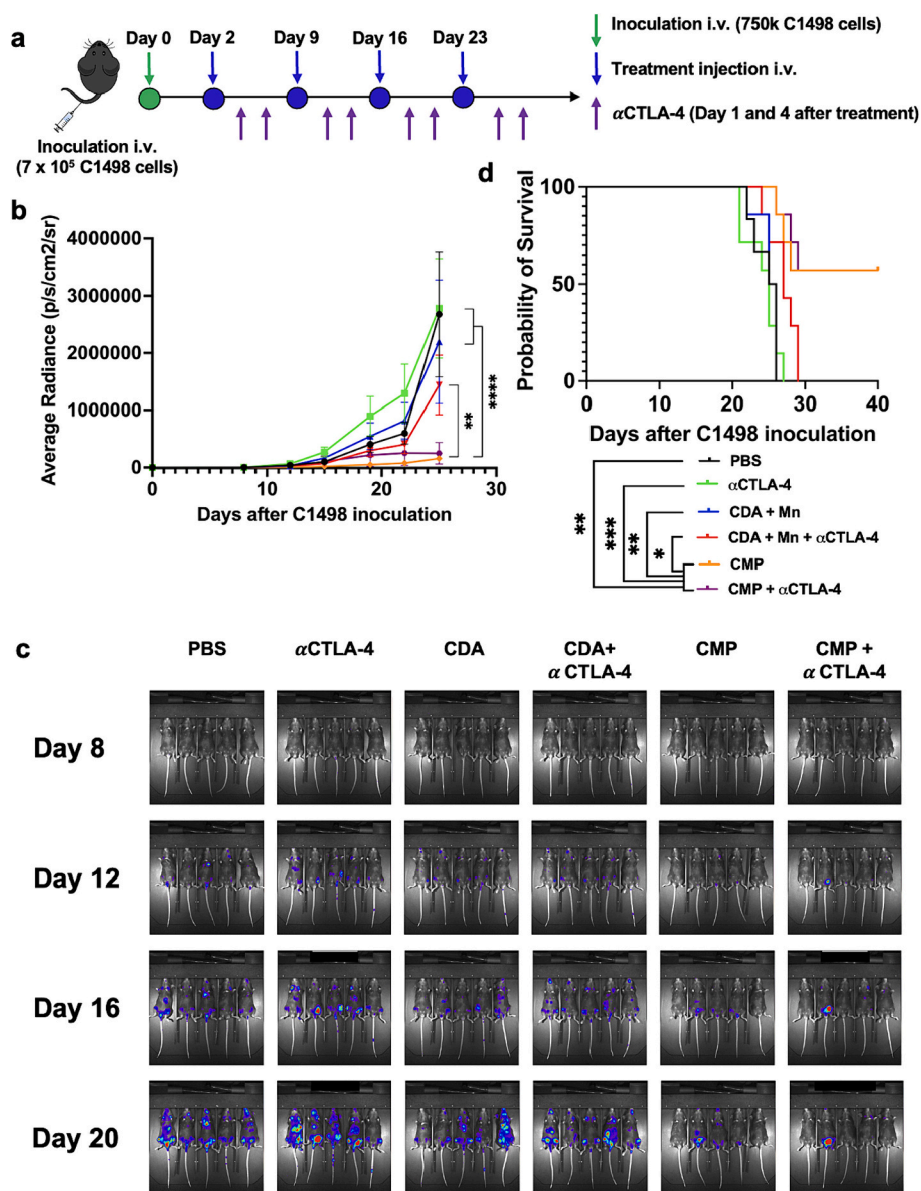 a
Day 0
Day 2
Day 9
Day 16
Day 23
Inoculation i.v. (750k C1498 cells)
Treatment injection i.v.
αCTLA-4 (Day 1 and 4 after treatment)
Inoculation i.v.
(7 x 10⁵ C1498 cells)
b
Average Radiance (p/s/cm2/sr)
4000000
3000000
2000000
1000000
0
0
10
20
30
Days after C1498 inoculation
**
****
d
Probability of Survival
100
50
0
0
20
40
Days after C1498 inoculation
PBS
αCTLA-4
CDA + Mn
CDA + Mn + αCTLA-4
CMP
CMP + αCTLA-4
**
***
**
*
c
PBS
αCTLA-4
CDA
CDA+
α CTLA-4
CMP
CMP +
α CTLA-4
Day 8
Day 12
Day 16
Day 20